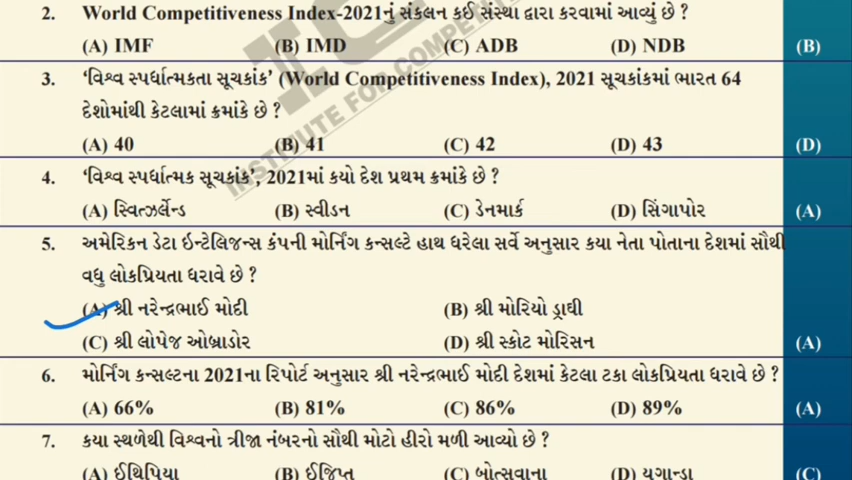 2. World Competitiveness Index-2021નું સંકલન કઈ સંસ્થા દ્વારા કરવામાં આવ્યું છે ?
(A) IMF (B) IMD (C) ADB (D) NDB (B)
3. ‘વિશ્વ સ્પર્ધાત્મકતા સૂચકાંક’ (World Competitiveness Index), 2021 સૂચકાંકમાં ભારત 64
દેશોમાંથી કેટલામાં ક્રમાંકે છે ?
(A) 40 (B) 41 (C) 42 (D) 43 (D)
4. ‘વિશ્વ સ્પર્ધાત્મક સૂચકાંક’, 2021માં કયો દેશ પ્રથમ ક્રમાંકે છે ?
(A) સ્વિત્ઝર્લેન્ડ (B) સ્વીડન (C) ડેનમાર્ક (D) સિંગાપોર (A)
5. અમેરિકન ડેટા ઇન્ટેલિજન્સ કંપની મોર્નિંગ કન્સલ્ટે હાથ ધરેલા સર્વે અનુસાર કયા નેતા પોતાના દેશમાં સૌથી
વધુ લોકપ્રિયતા ધરાવે છે ?
(A) શ્રી નરેન્દ્રભાઈ મોદી (B) શ્રી મોરિયો ડ્રાઘી
(C) શ્રી લોપેજ ઓબ્રાડોર (D) શ્રી સ્કોટ મોરિસન (A)
6. મોર્નિંગ કન્સલ્ટના 2021ના રિપોર્ટ અનુસાર શ્રી નરેન્દ્રભાઈ મોદી દેશમાં કેટલા ટકા લોકપ્રિયતા ધરાવે છે ?
(A) 66% (B) 81% (C) 86% (D) 89% (A)
7. કયા સ્થળેથી વિશ્વનો ત્રીજા નંબરનો સૌથી મોટો હીરો મળી આવ્યો છે ?
(A) ઈથિપિયા (B) ઈજિપ્ત (C) બોત્સવાના (D) યુગાન્ડા (C)
INSTITUTE FOR COMPETI